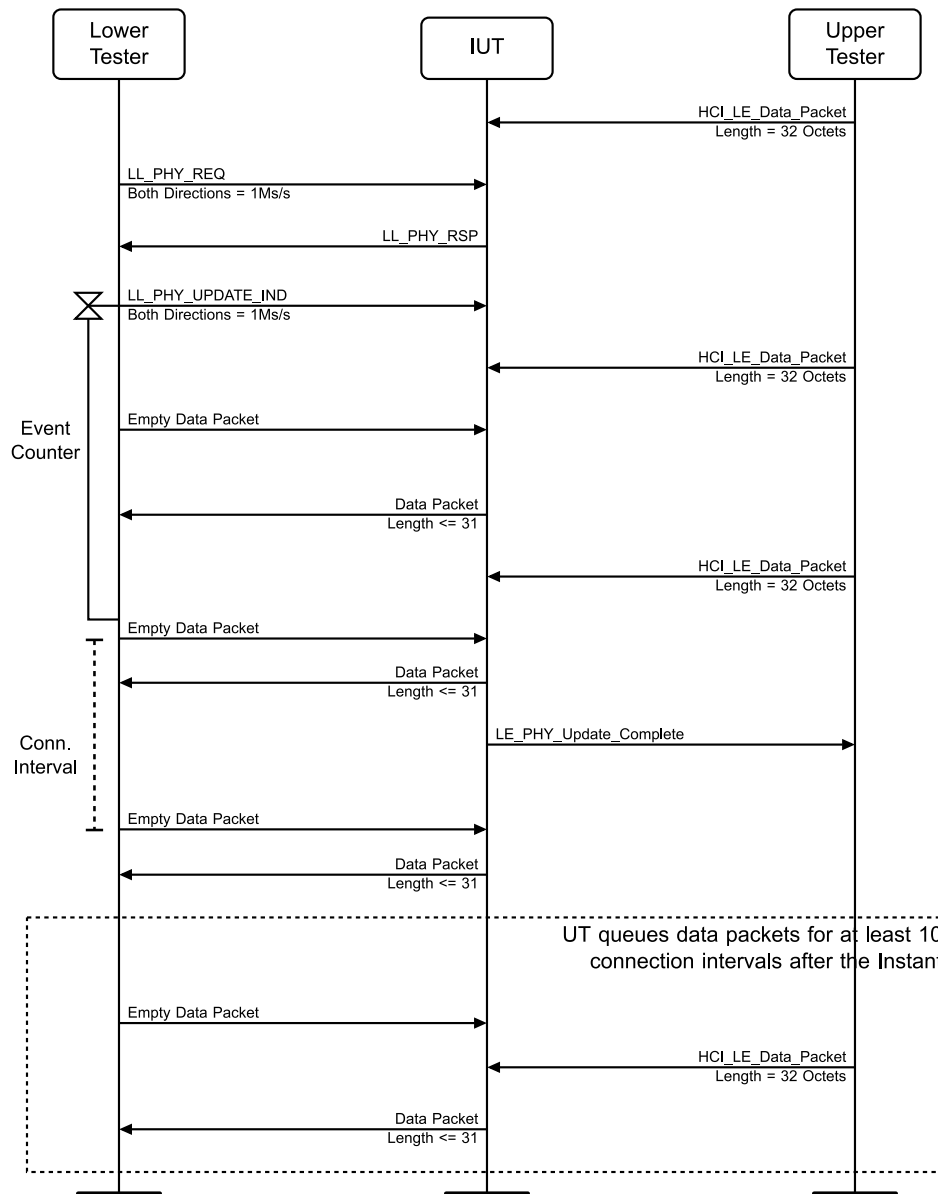 Lower
Tester
IUT
Upper
Tester
HCI_LE_Data_Packet
Length = 32 Octets
LL_PHY_REQ
Both Directions = 1Ms/s
LL_PHY_RSP
LL_PHY_UPDATE_IND
Both Directions = 1Ms/s
HCI_LE_Data_Packet
Length = 32 Octets
Empty Data Packet
Event
Counter
Data Packet
Length <= 31
HCI_LE_Data_Packet
Length = 32 Octets
Empty Data Packet
Data Packet
Length <= 31
LE_PHY_Update_Complete
Conn.
Interval
Empty Data Packet
Data Packet
Length <= 31
UT queues data packets for at least 10
connection intervals after the Instant
Empty Data Packet
HCI_LE_Data_Packet
Length = 32 Octets
Data Packet
Length <= 31